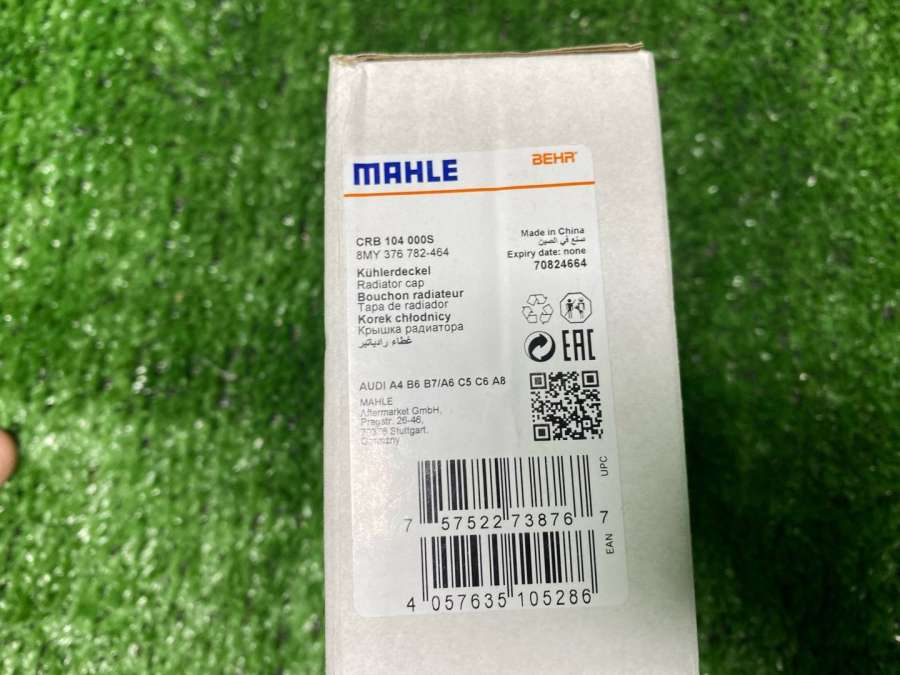 MAHLE
BEHR
CRB 104 000S
8MY 376 782-464
Kühlerdeckel
Radiator cap
Bouchon radiateur
Tapa de radiador
Korek chłodnicy
Крышка радиатора
غطاء رادياتير
Made in China
صنع في الصين
Expiry date: none
70824664
EAC
AUDI A4 B6 B7/A6 C5 C6 A8
MAHLE
Aftermarket GmbH,
Pragstr. 26-46,
70376 Stuttgart.
Germany
UPC
7 57522 73876 7
EAN
4 057635 105286